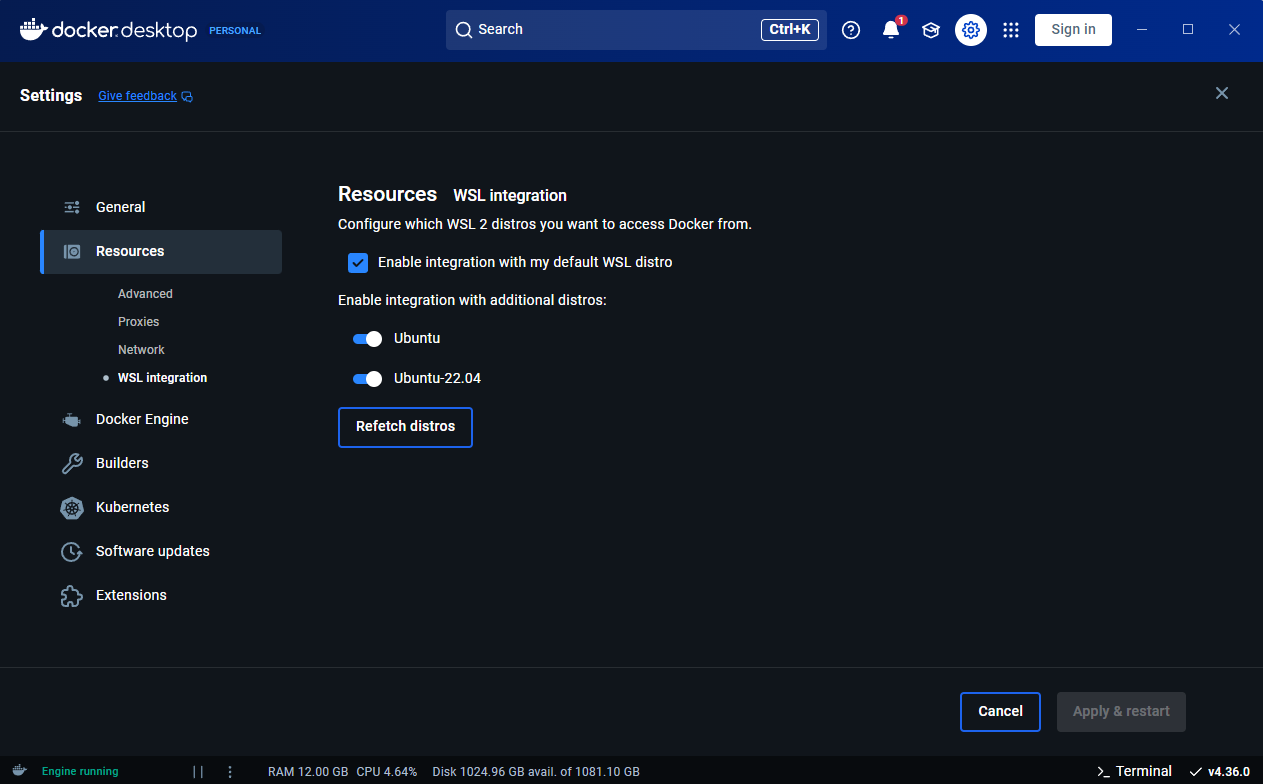 docker.desktop PERSONAL Search Ctrl+K 1 Sign in
Settings Give feedback
General
Resources
Advanced
Proxies
Network
WSL integration
Docker Engine
Builders
Kubernetes
Software updates
Extensions
Resources WSL integration
Configure which WSL 2 distros you want to access Docker from.
Enable integration with my default WSL distro
Enable integration with additional distros:
Ubuntu
Ubuntu-22.04
Refetch distros
Cancel Apply & restart
Engine running RAM 12.00 GB CPU 4.64% Disk 1024.96 GB avail. of 1081.10 GB Terminal v4.36.0